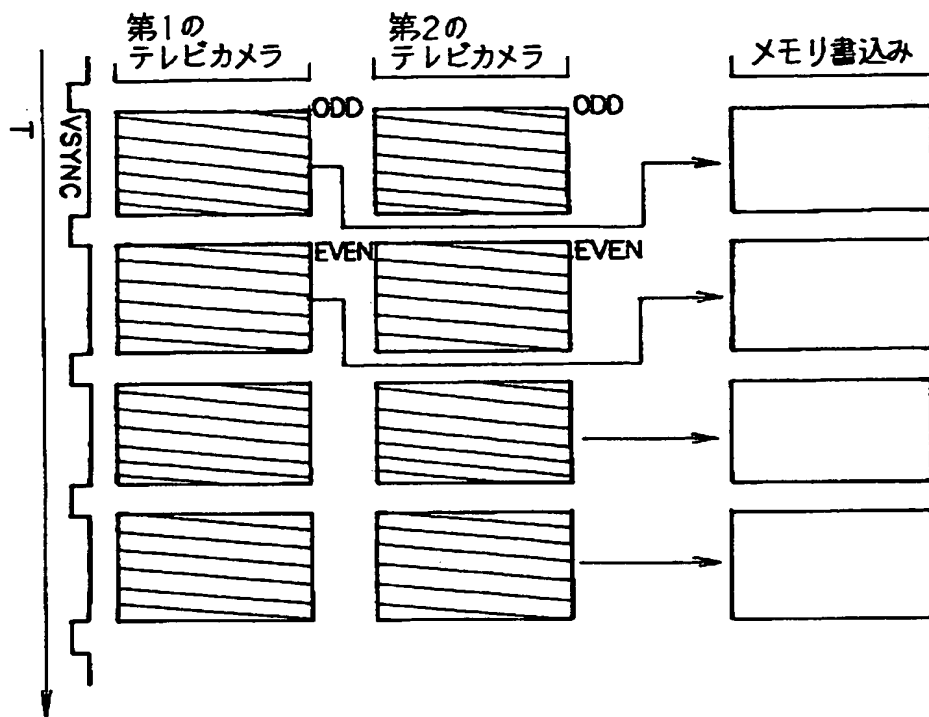 第1の
テレビカメラ
第2の
テレビカメラ
メモリ書込み
T
VSYNC
ODD
ODD
EVEN
EVEN